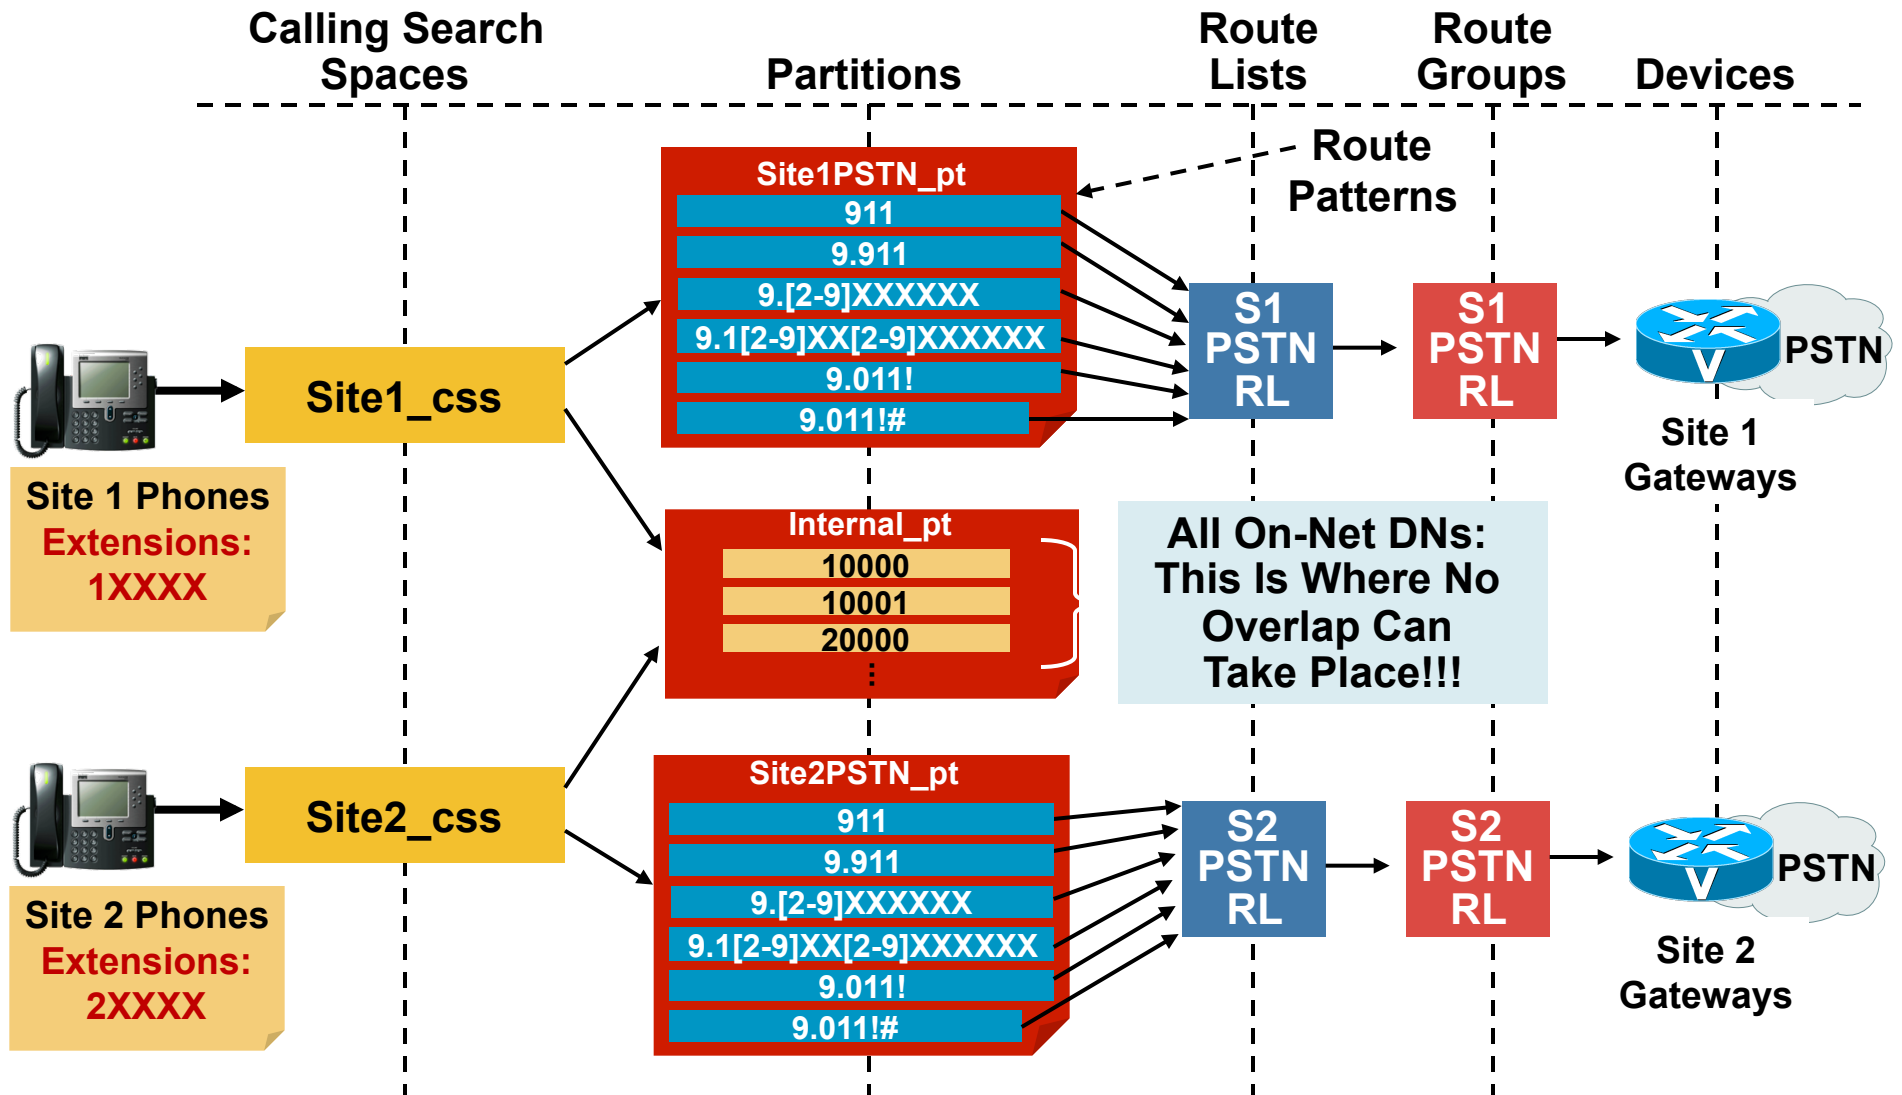 Calling Search
Spaces
Partitions
Route
Lists
Route
Groups
Devices
Route
Patterns
Site1PSTN_pt
911
9.911
9.[2-9]XXXXXX
9.1[2-9]XX[2-9]XXXXXX
9.011!
9.011!#
S1
PSTN
RL
S1
PSTN
RL
V
PSTN
Site 1
Gateways
Site1_css
Site 1 Phones
Extensions:
1XXXX
Internal_pt
10000
10001
20000
...
All On-Net DNs:
This Is Where No
Overlap Can
Take Place!!!
Site2_css
Site 2 Phones
Extensions:
2XXXX
Site2PSTN_pt
911
9.911
9.[2-9]XXXXXX
9.1[2-9]XX[2-9]XXXXXX
9.011!
9.011!#
S2
PSTN
RL
S2
PSTN
RL
V
PSTN
Site 2
Gateways